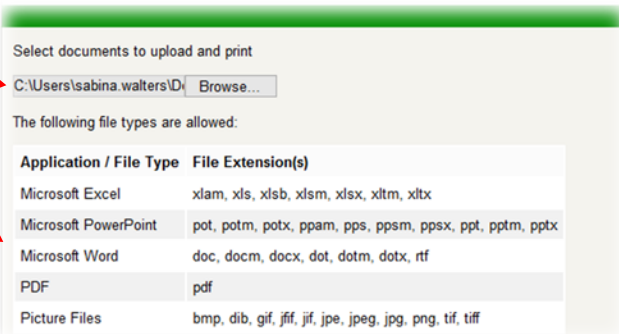 Select documents to upload and print
C:\Users\sabina.walters\D Browse...
The following file types are allowed:
Application / File Type File Extension(s)
Microsoft Excel xlam, xls, xlsb, xlsm, xlsx, xltm, xltx
Microsoft PowerPoint pot, potm, potx, ppam, pps, ppsm, ppsx, ppt, pptm, pptx
Microsoft Word doc, docm, docx, dot, dotm, dotx, rtf
PDF pdf
Picture Files bmp, dib, gif, jfif, jif, jpe, jpeg, jpg, png, tif, tiff